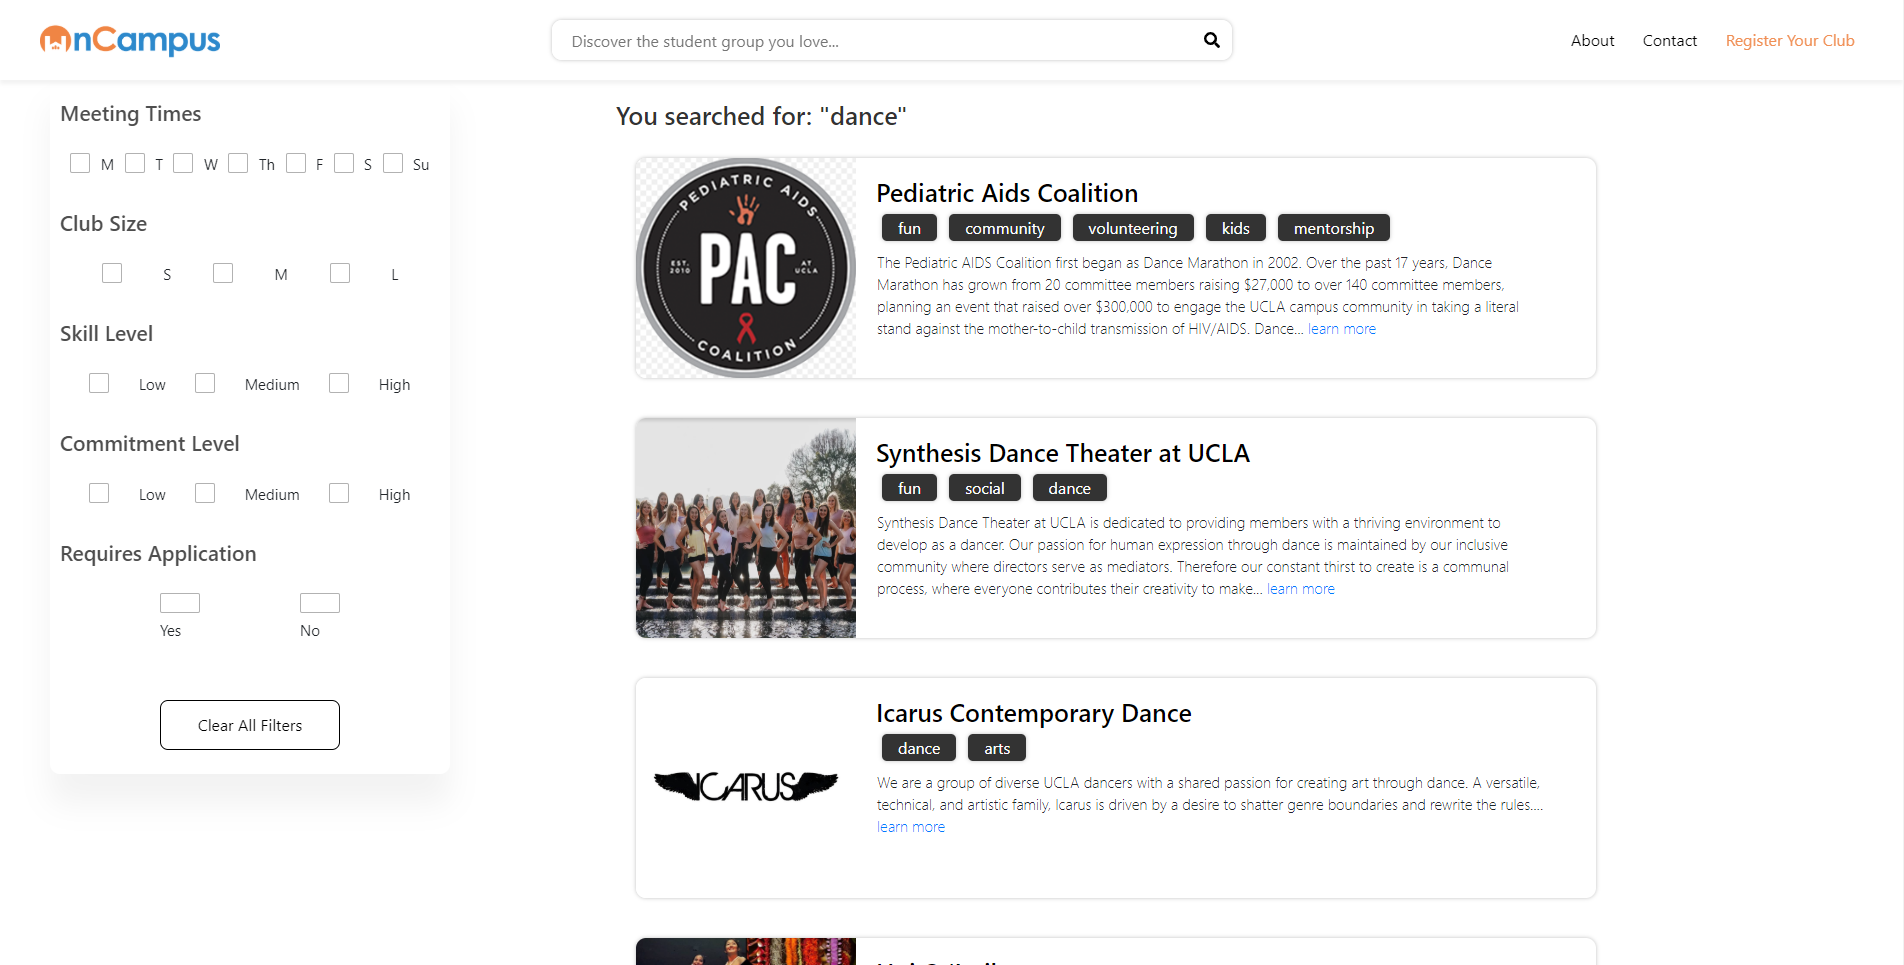 nCampus
Discover the student group you love...
About
Contact
Register Your Club
Meeting Times
M T W Th F S Su
Club Size
S M L
Skill Level
Low Medium High
Commitment Level
Low Medium High
Requires Application
Yes No
Clear All Filters
You searched for: "dance"
PEDIATRIC AIDS
EST. 2010
PAC
AT UCLA
COALITION
Pediatric Aids Coalition
fun community volunteering kids mentorship
The Pediatric AIDS Coalition first began as Dance Marathon in 2002. Over the past 17 years, Dance
Marathon has grown from 20 committee members raising $27,000 to over 140 committee members,
planning an event that raised over $300,000 to engage the UCLA campus community in taking a literal
stand against the mother-to-child transmission of HIV/AIDS. Dance... learn more
Synthesis Dance Theater at UCLA
fun social dance
Synthesis Dance Theater at UCLA is dedicated to providing members with a thriving environment to
develop as a dancer. Our passion for human expression through dance is maintained by our inclusive
community where directors serve as mediators. Therefore our constant thirst to create is a communal
process, where everyone contributes their creativity to make... learn more
ICARUS
Icarus Contemporary Dance
dance arts
We are a group of diverse UCLA dancers with a shared passion for creating art through dance. A versatile,
technical, and artistic family, Icarus is driven by a desire to shatter genre boundaries and rewrite the rules....
learn more